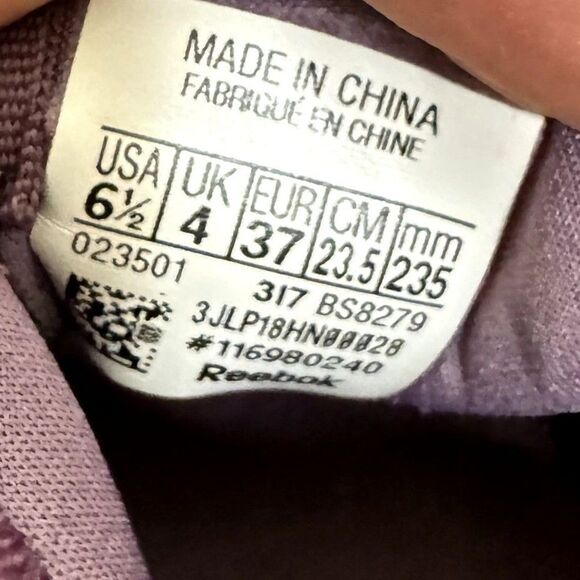 MADE IN CHINA
FABRIQUÉ EN CHINE
USA UK EUR CM mm
6½ 4 37 23.5 235
023501
317 BS8279
3JLP18HN00028
#116980240
Reebok